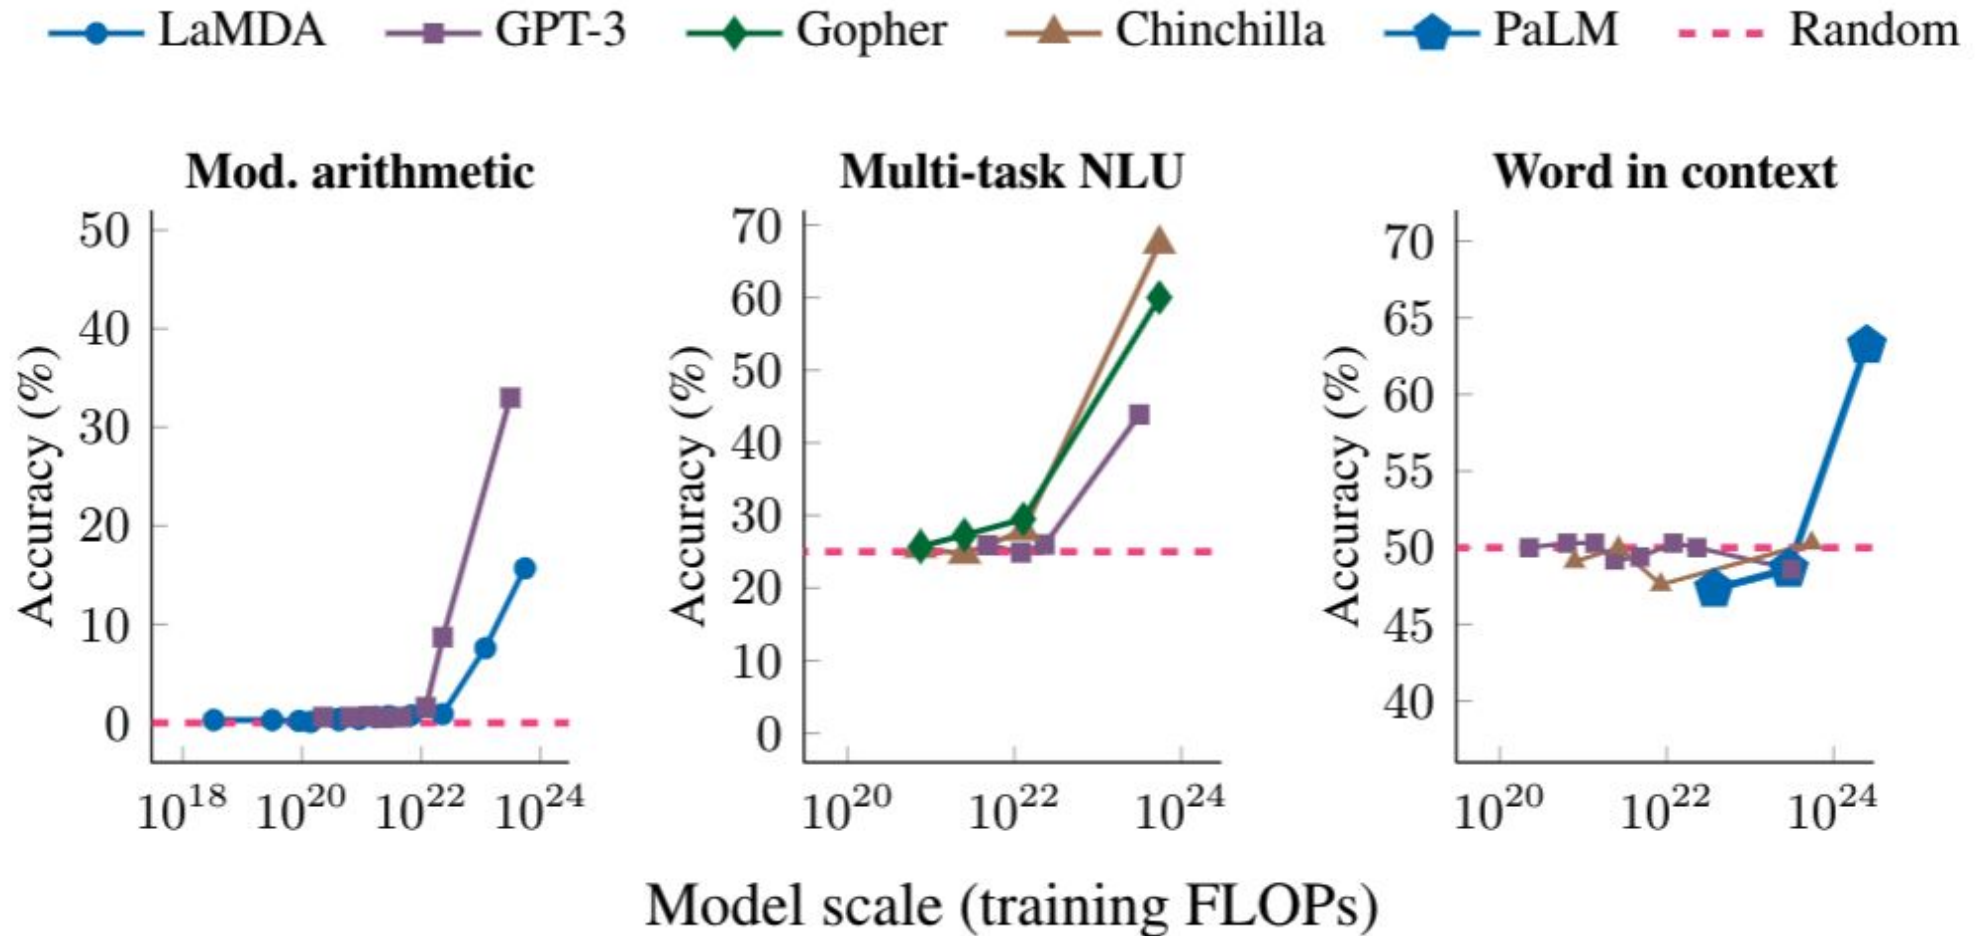 LaMDA GPT-3 Gopher Chinchilla PaLM Random
Mod. arithmetic
Accuracy (%)
50
40
30
20
10
0
10^18 10^20 10^22 10^24
Multi-task NLU
Accuracy (%)
70
60
50
40
30
20
10
0
10^20 10^22 10^24
Word in context
Accuracy (%)
70
65
60
55
50
45
40
10^20 10^22 10^24
Model scale (training FLOPs)